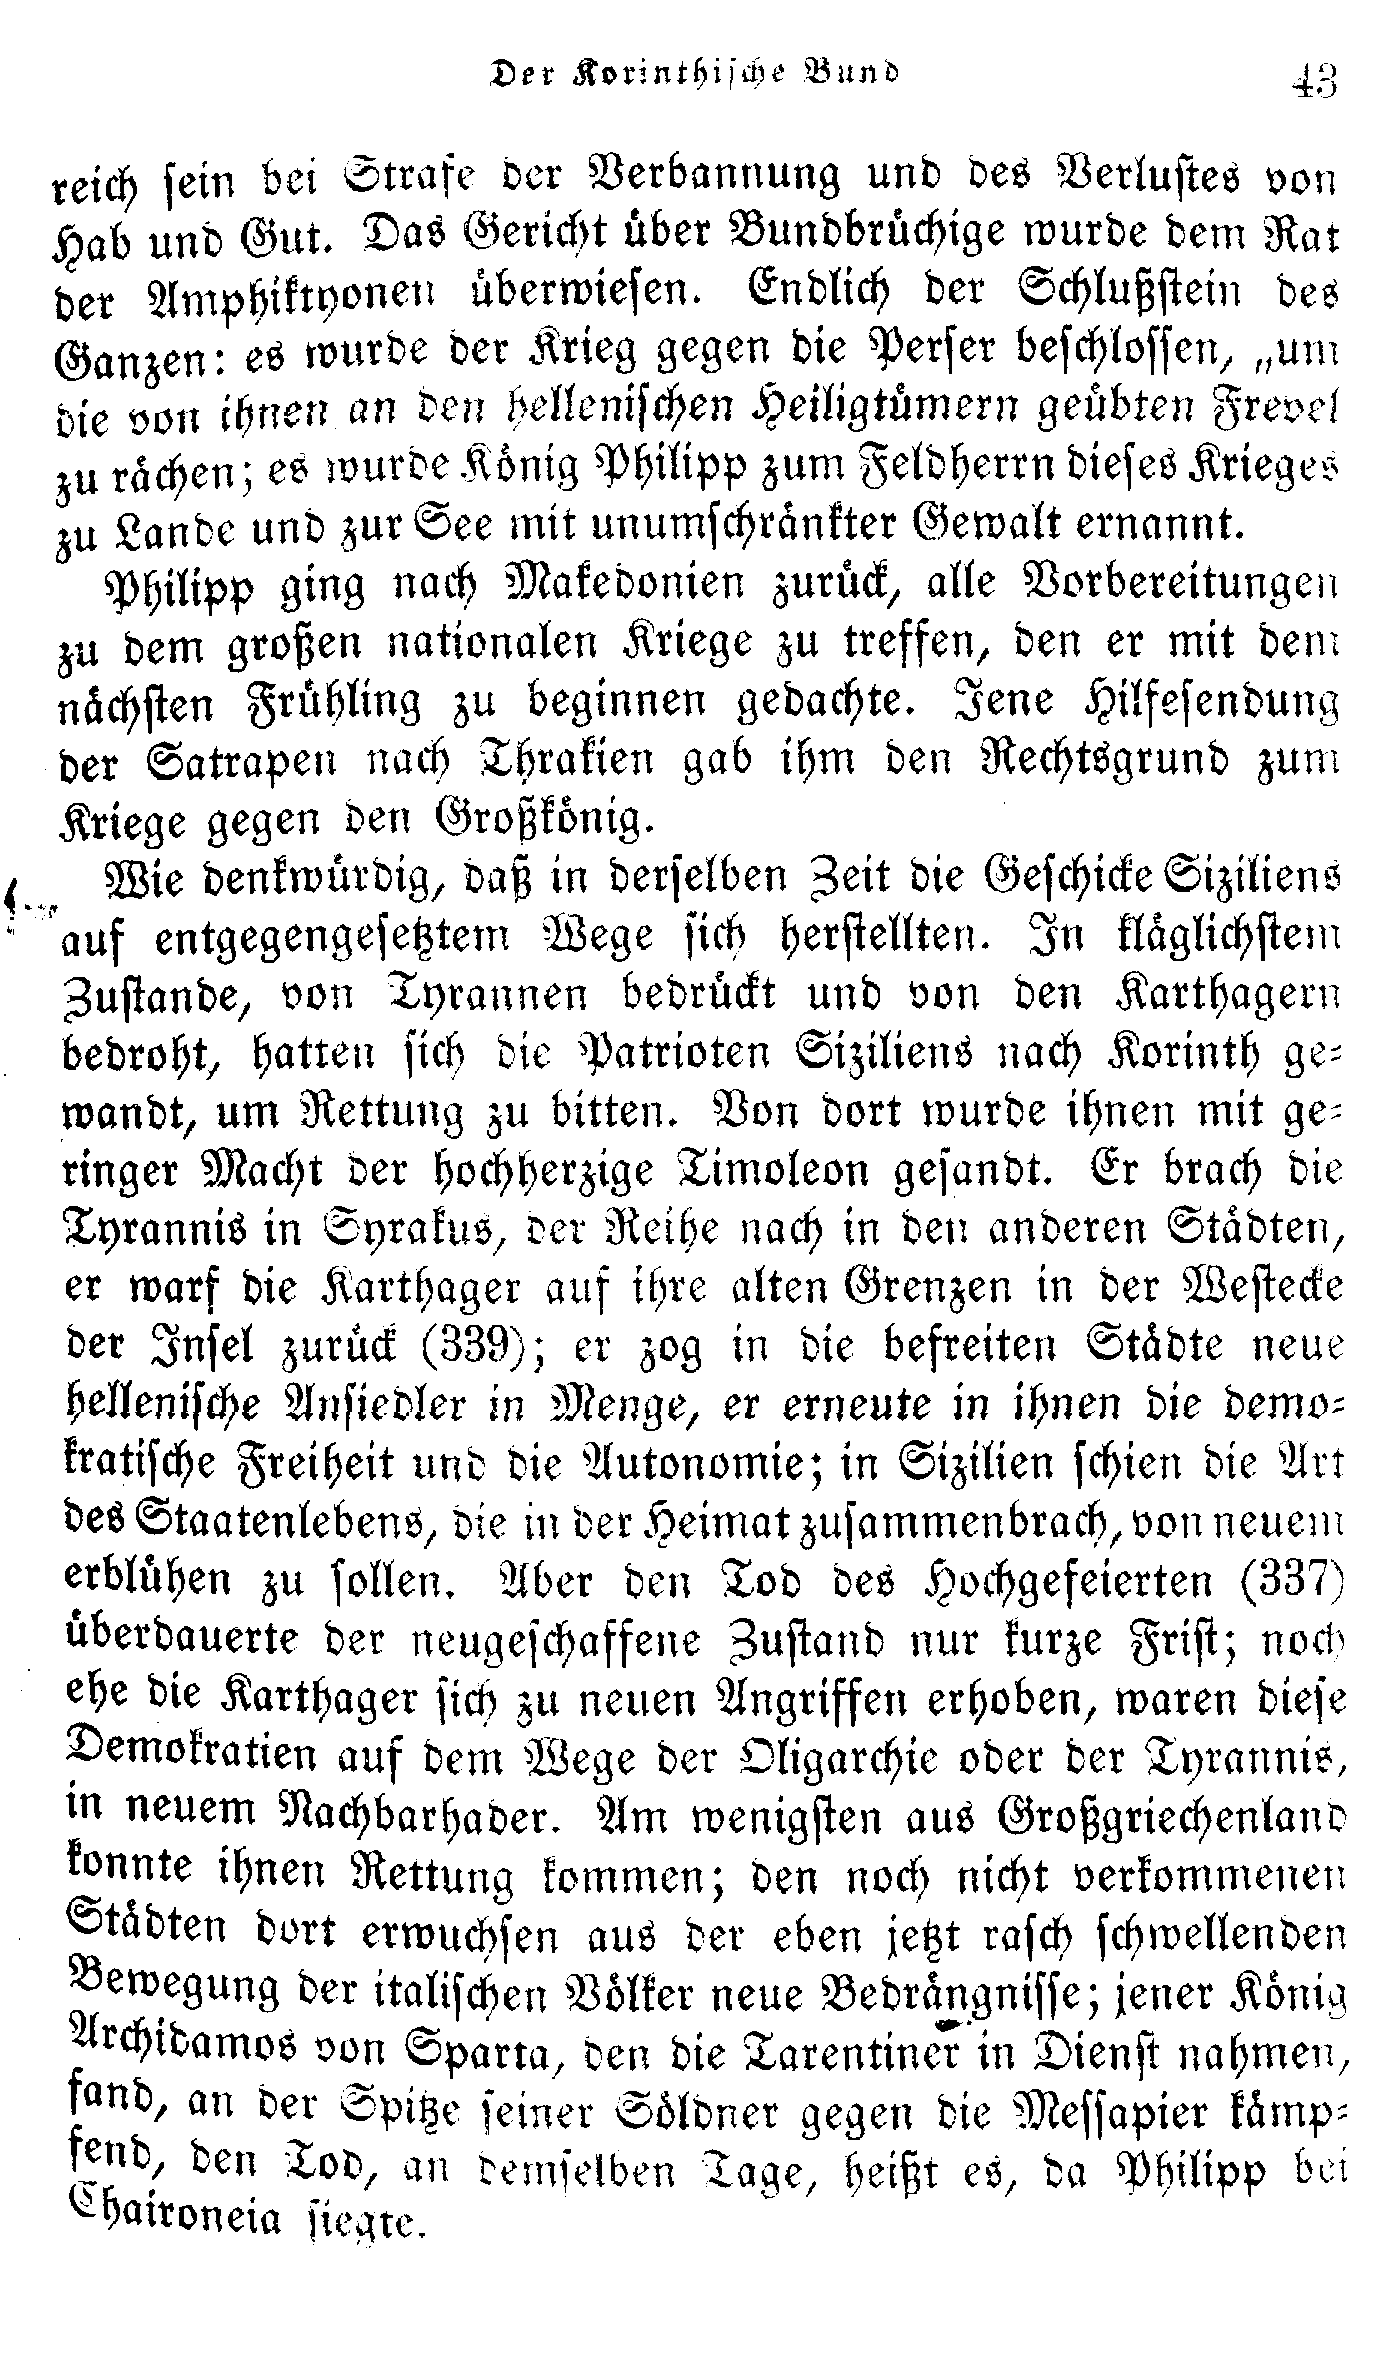 Der Korinthische Bund 43
reich sein bei Strafe der Verbannung und des Verlustes von
Hab und Gut. Das Gericht über Bundbrüchige wurde dem Rat
der Amphiktyonen überwiesen. Endlich der Schlußstein des
Ganzen: es wurde der Krieg gegen die Perser beschlossen, „um
die von ihnen an den hellenischen Heiligtümern geübten Frevel
zu rächen; es wurde König Philipp zum Feldherrn dieses Krieges
zu Lande und zur See mit unumschränkter Gewalt ernannt.
Philipp ging nach Makedonien zurück, alle Vorbereitungen
zu dem großen nationalen Kriege zu treffen, den er mit dem
nächsten Frühling zu beginnen gedachte. Jene Hilfesendung
der Satrapen nach Thrakien gab ihm den Rechtsgrund zum
Kriege gegen den Großkönig.
Wie denkwürdig, daß in derselben Zeit die Geschicke Siziliens
auf entgegengesetztem Wege sich herstellten. In kläglichstem
Zustande, von Tyrannen bedrückt und von den Karthagern
bedroht, hatten sich die Patrioten Siziliens nach Korinth ge-
wandt, um Rettung zu bitten. Von dort wurde ihnen mit ge-
ringer Macht der hochherzige Timoleon gesandt. Er brach die
Tyrannis in Syrakus, der Reihe nach in den anderen Städten,
er warf die Karthager auf ihre alten Grenzen in der Westecke
der Insel zurück (339); er zog in die befreiten Städte neue
hellenische Ansiedler in Menge, er erneute in ihnen die demo-
kratische Freiheit und die Autonomie; in Sizilien schien die Art
des Staatenlebens, die in der Heimat zusammenbrach, von neuem
erblühen zu sollen. Aber den Tod des Hochgefeierten (337)
überdauerte der neugeschaffene Zustand nur kurze Frist; noch
ehe die Karthager sich zu neuen Angriffen erhoben, waren diese
Demokratien auf dem Wege der Oligarchie oder der Tyrannis,
in neuem Nachbarhader. Am wenigsten aus Großgriechenland
konnte ihnen Rettung kommen; den noch nicht verkommenen
Städten dort erwuchsen aus der eben jetzt rasch schwellenden
Bewegung der italischen Völker neue Bedrängnisse; jener König
Archidamos von Sparta, den die Tarentiner in Dienst nahmen,
fand, an der Spitze seiner Söldner gegen die Messapier kämp-
fend, den Tod, an demselben Tage, heißt es, da Philipp bei
Chaironeia siegte.